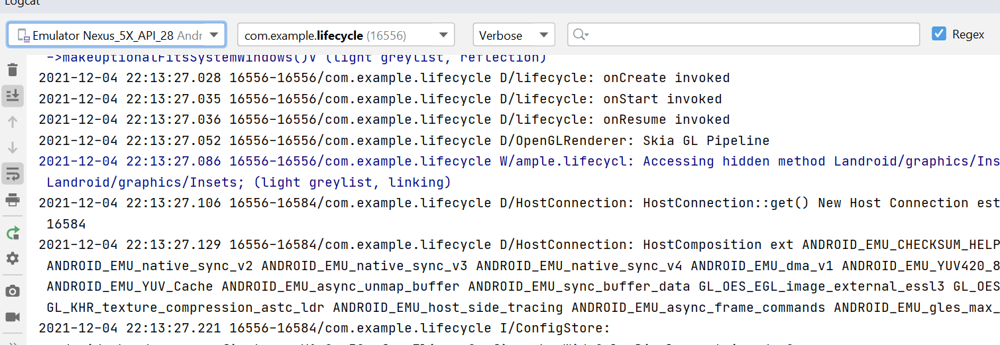 Logcat
Emulator Nexus_5X_API_28 Andr com.example.lifecycle (16556) Verbose Regex
->makeOptionalFitsSystemWindows()V (light greylist, reflection)
2021-12-04 22:13:27.028 16556-16556/com.example.lifecycle D/lifecycle: onCreate invoked
2021-12-04 22:13:27.035 16556-16556/com.example.lifecycle D/lifecycle: onStart invoked
2021-12-04 22:13:27.036 16556-16556/com.example.lifecycle D/lifecycle: onResume invoked
2021-12-04 22:13:27.052 16556-16556/com.example.lifecycle D/OpenGLRenderer: Skia GL Pipeline
2021-12-04 22:13:27.086 16556-16556/com.example.lifecycle W/ample.lifecycl: Accessing hidden method Landroid/graphics/Ins
Landroid/graphics/Insets; (light greylist, linking)
2021-12-04 22:13:27.106 16556-16584/com.example.lifecycle D/HostConnection: HostConnection::get() New Host Connection est
16584
2021-12-04 22:13:27.129 16556-16584/com.example.lifecycle D/HostConnection: HostComposition ext ANDROID_EMU_CHECKSUM_HELP
ANDROID_EMU_native_sync_v2 ANDROID_EMU_native_sync_v3 ANDROID_EMU_native_sync_v4 ANDROID_EMU_dma_v1 ANDROID_EMU_YUV420_8
ANDROID_EMU_YUV_Cache ANDROID_EMU_async_unmap_buffer ANDROID_EMU_sync_buffer_data GL_OES_EGL_image_external_essl3 GL_OES
GL_KHR_texture_compression_astc_ldr ANDROID_EMU_host_side_tracing ANDROID_EMU_async_frame_commands ANDROID_EMU_gles_max_
2021-12-04 22:13:27.221 16556-16584/com.example.lifecycle I/ConfigStore: